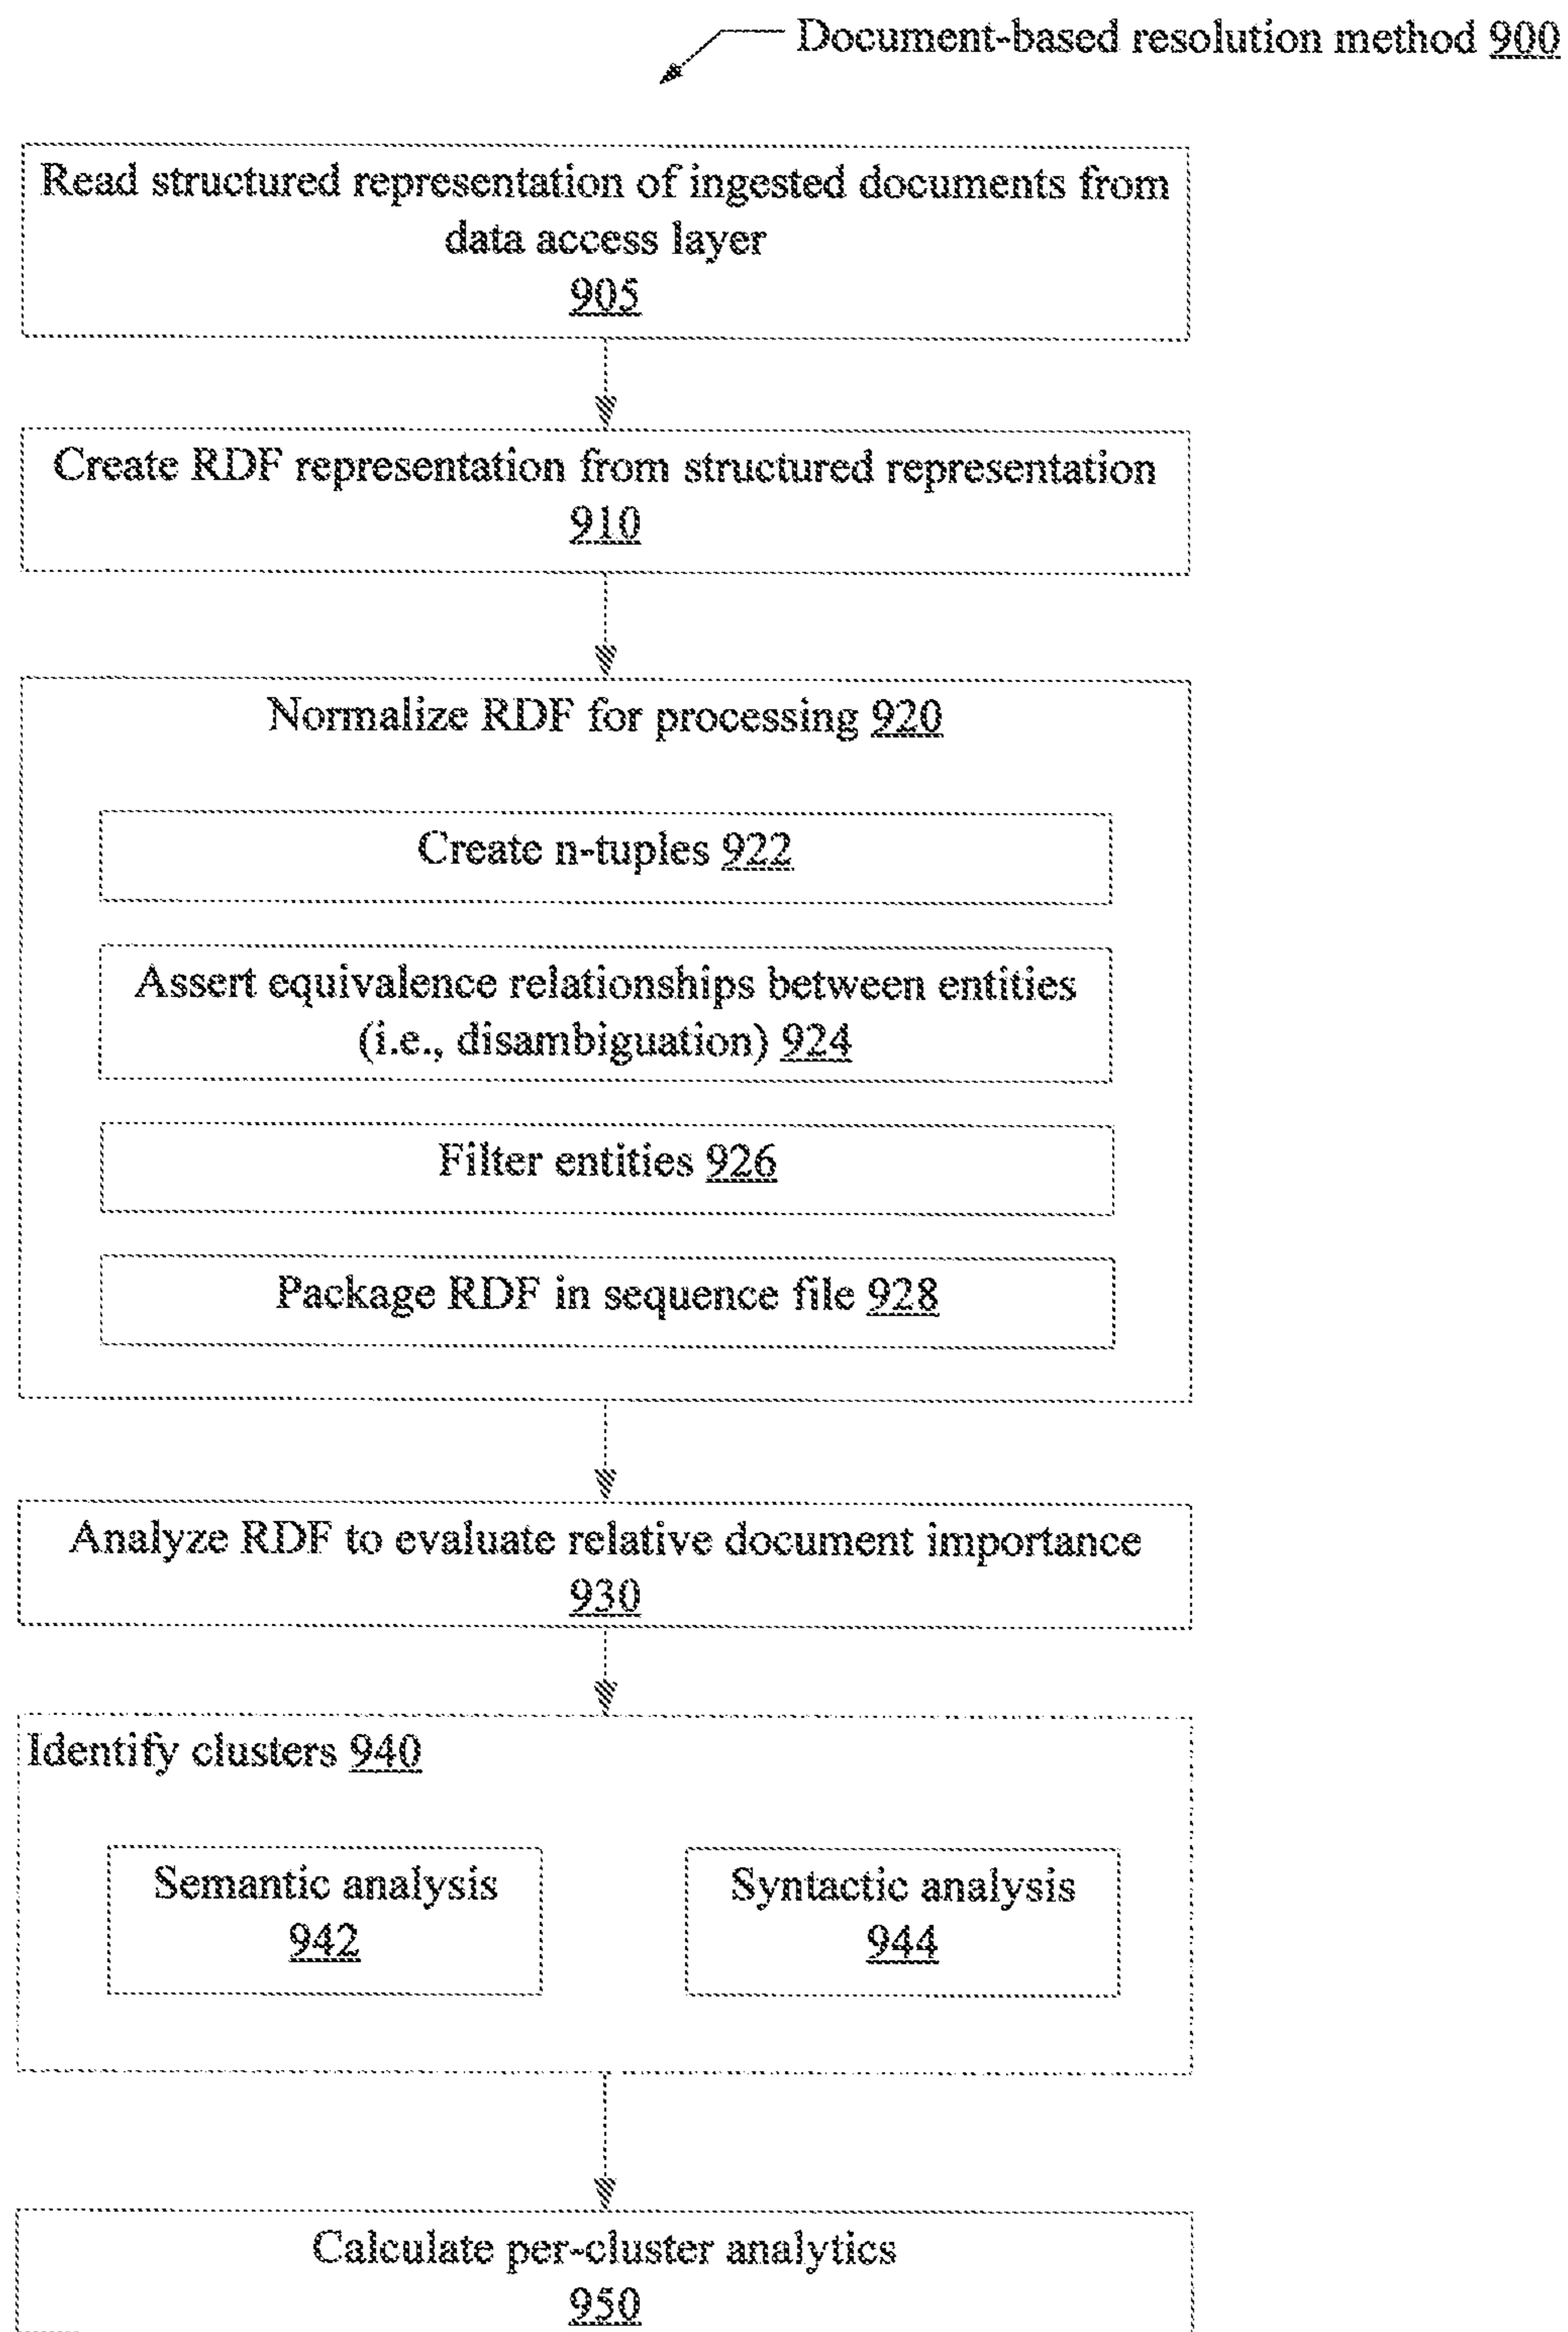 Document-based resolution method 900
Read structured representation of ingested documents from
data access layer
905
Create RDF representation from structured representation
910
Normalize RDF for processing 920
Create n-tuples 922
Assert equivalence relationships between entities
(i.e., disambiguation) 924
Filter entities 926
Package RDF in sequence file 928
Analyze RDF to evaluate relative document importance
930
Identify clusters 940
Semantic analysis
942
Syntactic analysis
944
Calculate per-cluster analytics
950